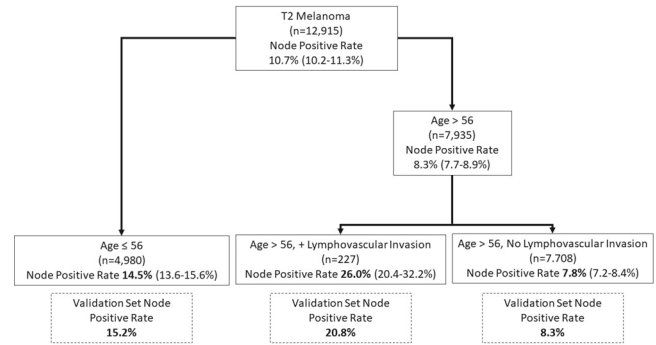 T2 Melanoma
(n=12,915)
Node Positive Rate
10.7% (10.2-11.3%)
Age > 56
(n=7,935)
Node Positive Rate
8.3% (7.7-8.9%)
Age ≤ 56
(n=4,980)
Node Positive Rate 14.5% (13.6-15.6%)
Age > 56, + Lymphovascular Invasion
(n=227)
Node Positive Rate 26.0% (20.4-32.2%)
Age > 56, No Lymphovascular Invasion
(n=7.708)
Node Positive Rate 7.8% (7.2-8.4%)
Validation Set Node
Positive Rate
15.2%
Validation Set Node
Positive Rate
20.8%
Validation Set Node
Positive Rate
8.3%